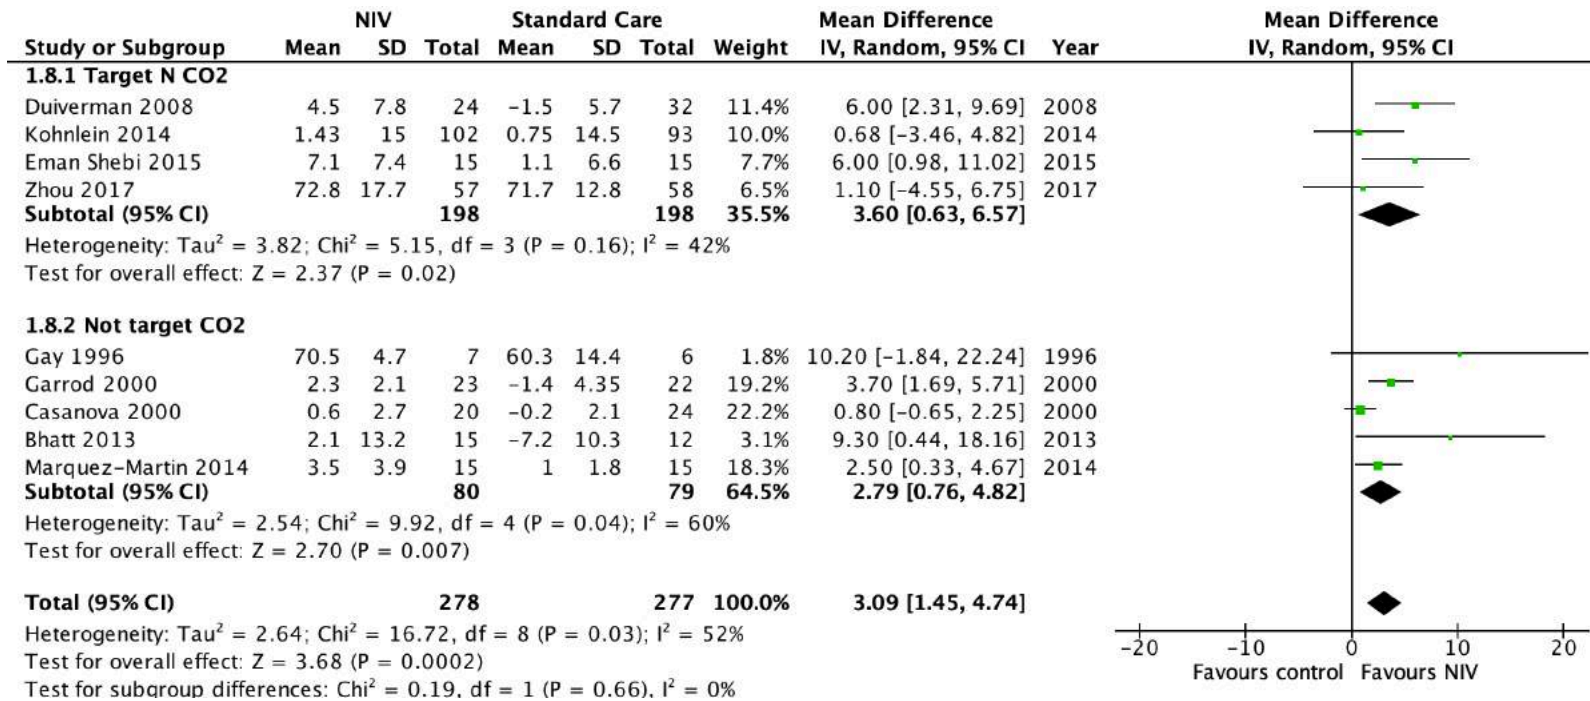 NIV Standard Care Mean Difference Mean Difference
Study or Subgroup Mean SD Total Mean SD Total Weight IV, Random, 95% CI Year IV, Random, 95% CI
1.8.1 Target N CO2
Duiverman 2008 4.5 7.8 24 -1.5 5.7 32 11.4% 6.00 [2.31, 9.69] 2008
Kohnlein 2014 1.43 15 102 0.75 14.5 93 10.0% 0.68 [-3.46, 4.82] 2014
Eman Shebi 2015 7.1 7.4 15 1.1 6.6 15 7.7% 6.00 [0.98, 11.02] 2015
Zhou 2017 72.8 17.7 57 71.7 12.8 58 6.5% 1.10 [-4.55, 6.75] 2017
Subtotal (95% CI) 198 198 35.5% 3.60 [0.63, 6.57]
Heterogeneity: Tau² = 3.82; Chi² = 5.15, df = 3 (P = 0.16); I² = 42%
Test for overall effect: Z = 2.37 (P = 0.02)
1.8.2 Not target CO2
Gay 1996 70.5 4.7 7 60.3 14.4 6 1.8% 10.20 [-1.84, 22.24] 1996
Garrod 2000 2.3 2.1 23 -1.4 4.35 22 19.2% 3.70 [1.69, 5.71] 2000
Casanova 2000 0.6 2.7 20 -0.2 2.1 24 22.2% 0.80 [-0.65, 2.25] 2000
Bhatt 2013 2.1 13.2 15 -7.2 10.3 12 3.1% 9.30 [0.44, 18.16] 2013
Marquez-Martin 2014 3.5 3.9 15 1 1.8 15 18.3% 2.50 [0.33, 4.67] 2014
Subtotal (95% CI) 80 79 64.5% 2.79 [0.76, 4.82]
Heterogeneity: Tau² = 2.54; Chi² = 9.92, df = 4 (P = 0.04); I² = 60%
Test for overall effect: Z = 2.70 (P = 0.007)
Total (95% CI) 278 277 100.0% 3.09 [1.45, 4.74]
Heterogeneity: Tau² = 2.64; Chi² = 16.72, df = 8 (P = 0.03); I² = 52%
Test for overall effect: Z = 3.68 (P = 0.0002)
Test for subgroup differences: Chi² = 0.19, df = 1 (P = 0.66), I² = 0%
-20 -10 0 10 20
Favours control Favours NIV